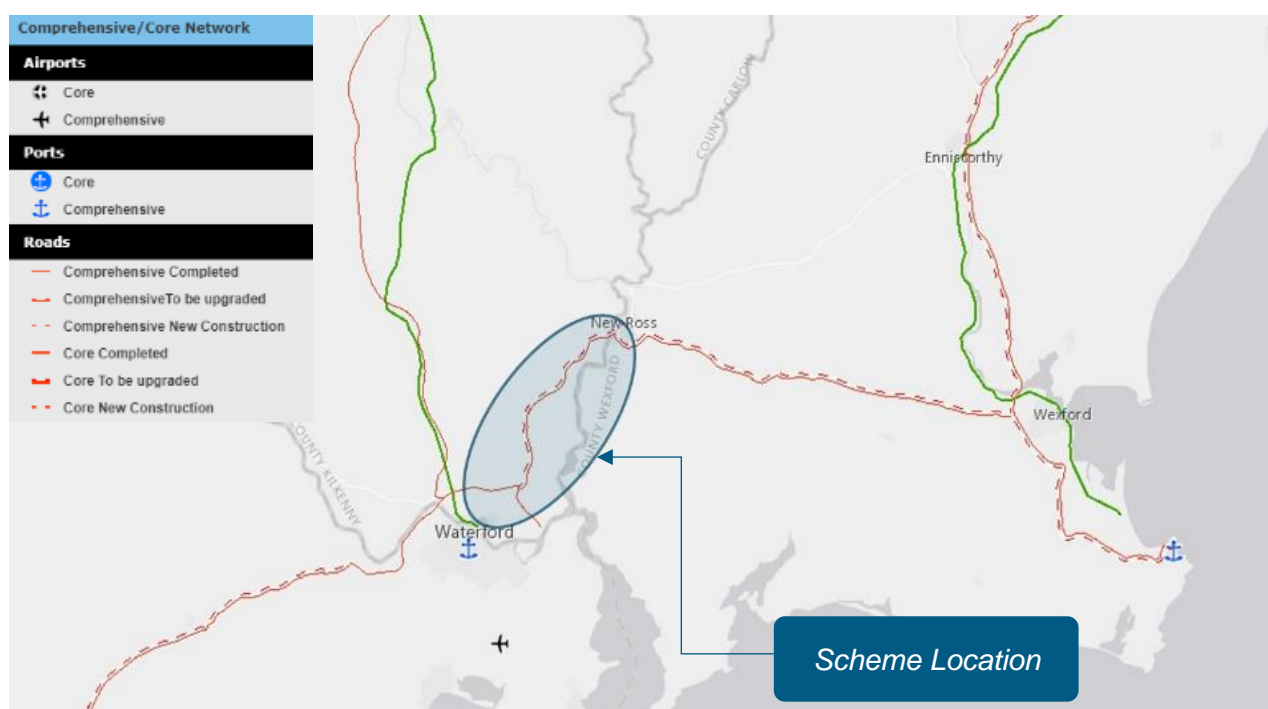 Comprehensive/Core Network
Airports
Core
Comprehensive
Ports
Core
Comprehensive
Roads
Comprehensive Completed
ComprehensiveTo be upgraded
Comprehensive New Construction
Core Completed
Core To be upgraded
Core New Construction
COUNTY CARLOW
Enniscorthy
New Ross
COUNTY WEXFORD
Wexford
COUNTY KILKENNY
Waterford
Scheme Location